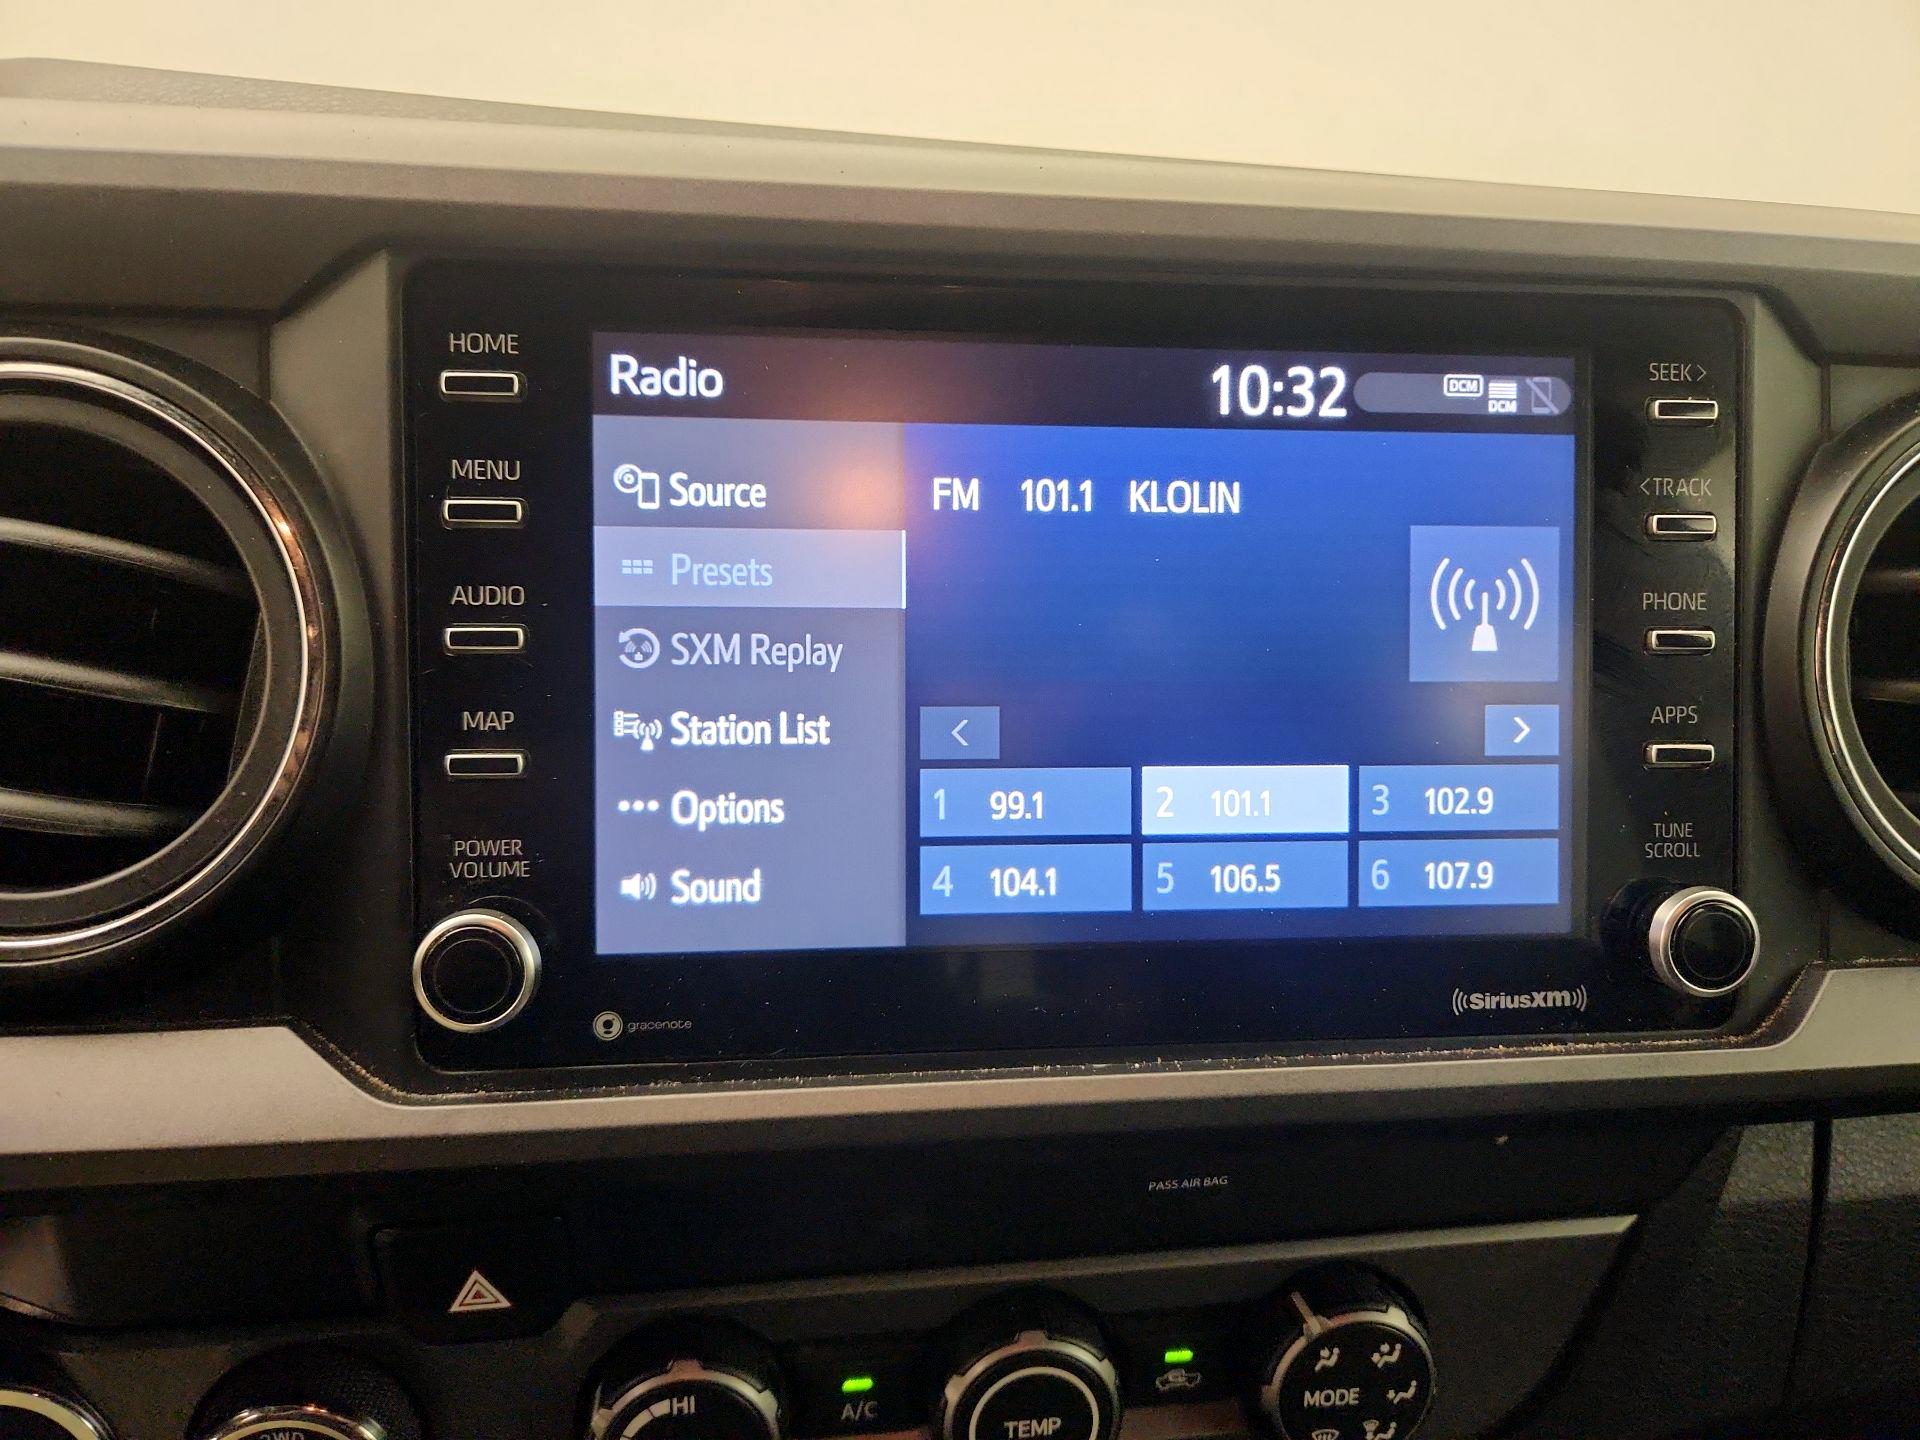 HOME
MENU
AUDIO
MAP
POWER
VOLUME
Radio
10:32
DCM
DCM
Source
Presets
SXM Replay
Station List
Options
Sound
FM 101.1 KLOLIN
<
>
1 99.1
2 101.1
3 102.9
4 104.1
5 106.5
6 107.9
SEEK>
<TRACK
PHONE
APPS
TUNE
SCROLL
gracenote
SiriusXM
PASS AIR BAG
2WD
HI
A/C
TEMP
MODE